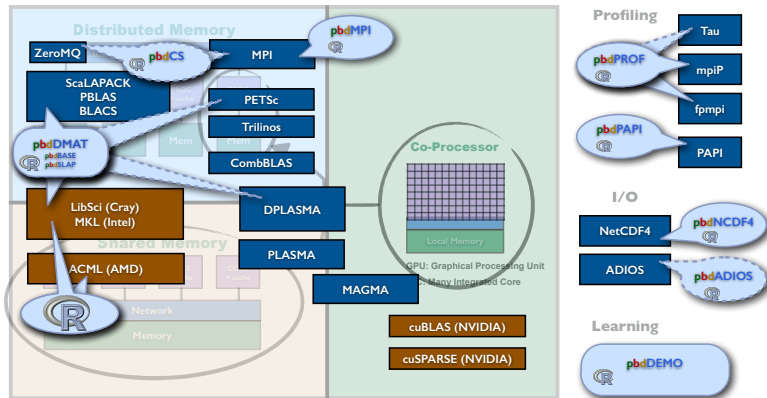 Distributed Memory
Profiling
ZeroMQ
pbdCS
MPI
pbdMPI
Tau
ScaLAPACK
PBLAS
BLACS
pbdPROF
mpiP
PETSc
fpmpi
Trilinos
pbdPAPI
Mem
Mem
pbdDMAT
pbdBASE
pbdSLAP
CombBLAS
Co-Processor
PAPI
LibSci (Cray)
MKL (Intel)
DPLASMA
I/O
NetCDF4
pbdNCDF4
Shared Memory
Local Memory
PLASMA
GPU: Graphical Processing Unit
ACML (AMD)
ADIOS
pbdADIOS
: Many Integrated Core
MAGMA
R
Network
Memory
cuBLAS (NVIDIA)
Learning
cuSPARSE (NVIDIA)
pbdDEMO